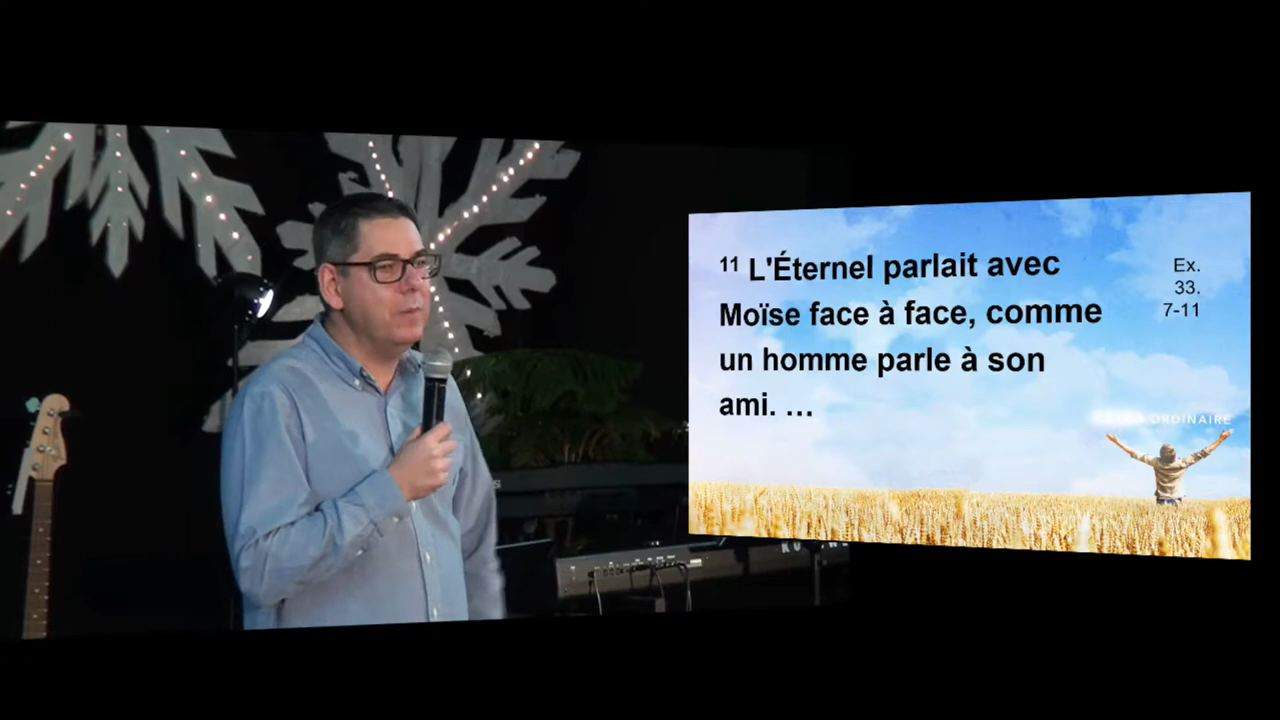 ¹¹ L'Éternel parlait avec
Moïse face à face, comme
un homme parle à son
ami. …
Ex.
33.
7-11
ORDINAIRE